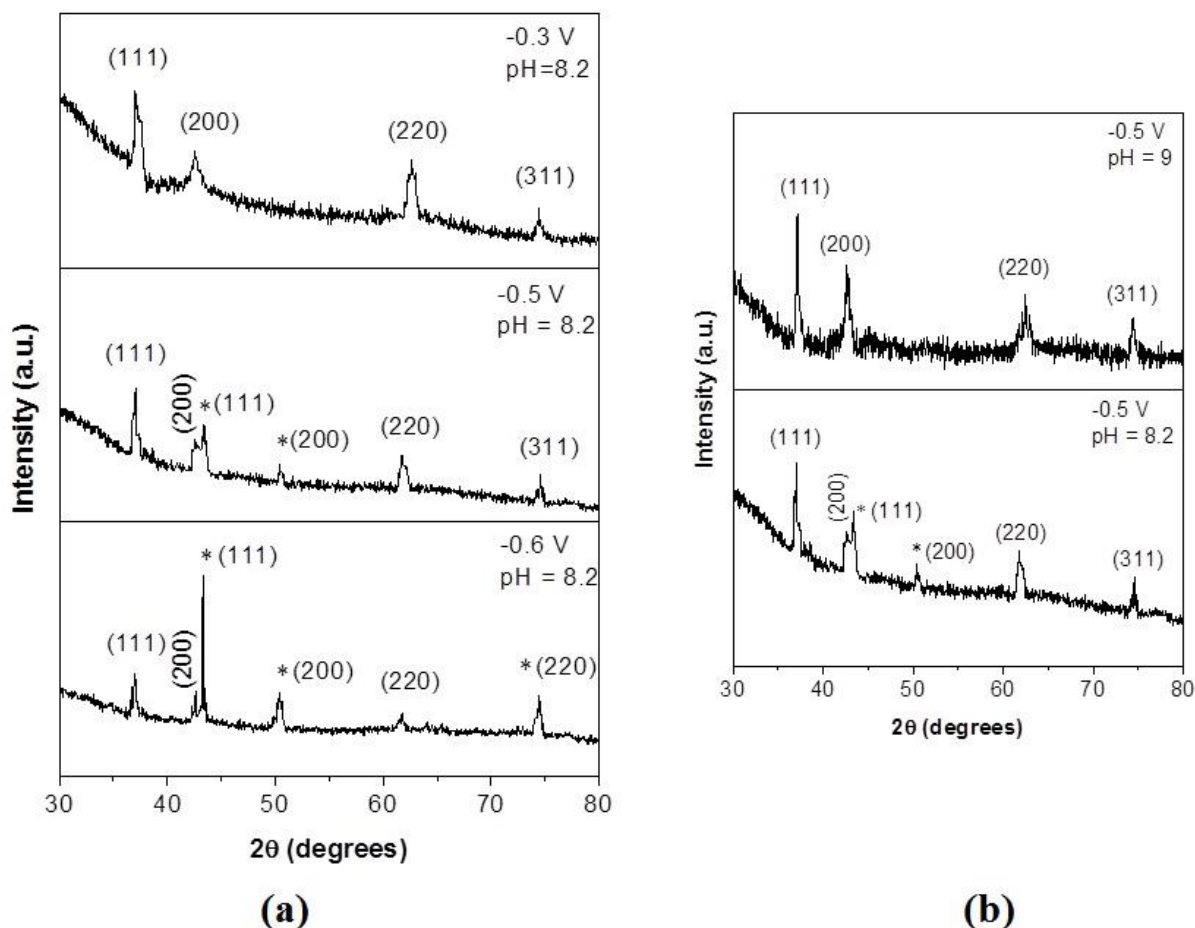 -0.3 V
pH=8.2
(111)
(200)
(220)
(311)
-0.5 V
pH = 8.2
(111)
(200)
*(111)
*(200)
(220)
(311)
-0.6 V
pH = 8.2
(111)
(200)
*(111)
*(200)
(220)
*(220)
Intensity (a.u.)
30 40 50 60 70 80
2θ (degrees)
(a)
-0.5 V
pH = 9
(111)
(200)
(220)
(311)
-0.5 V
pH = 8.2
(111)
(200)
*(111)
*(200)
(220)
(311)
Intensity (a.u.)
30 40 50 60 70 80
2θ (degrees)
(b)